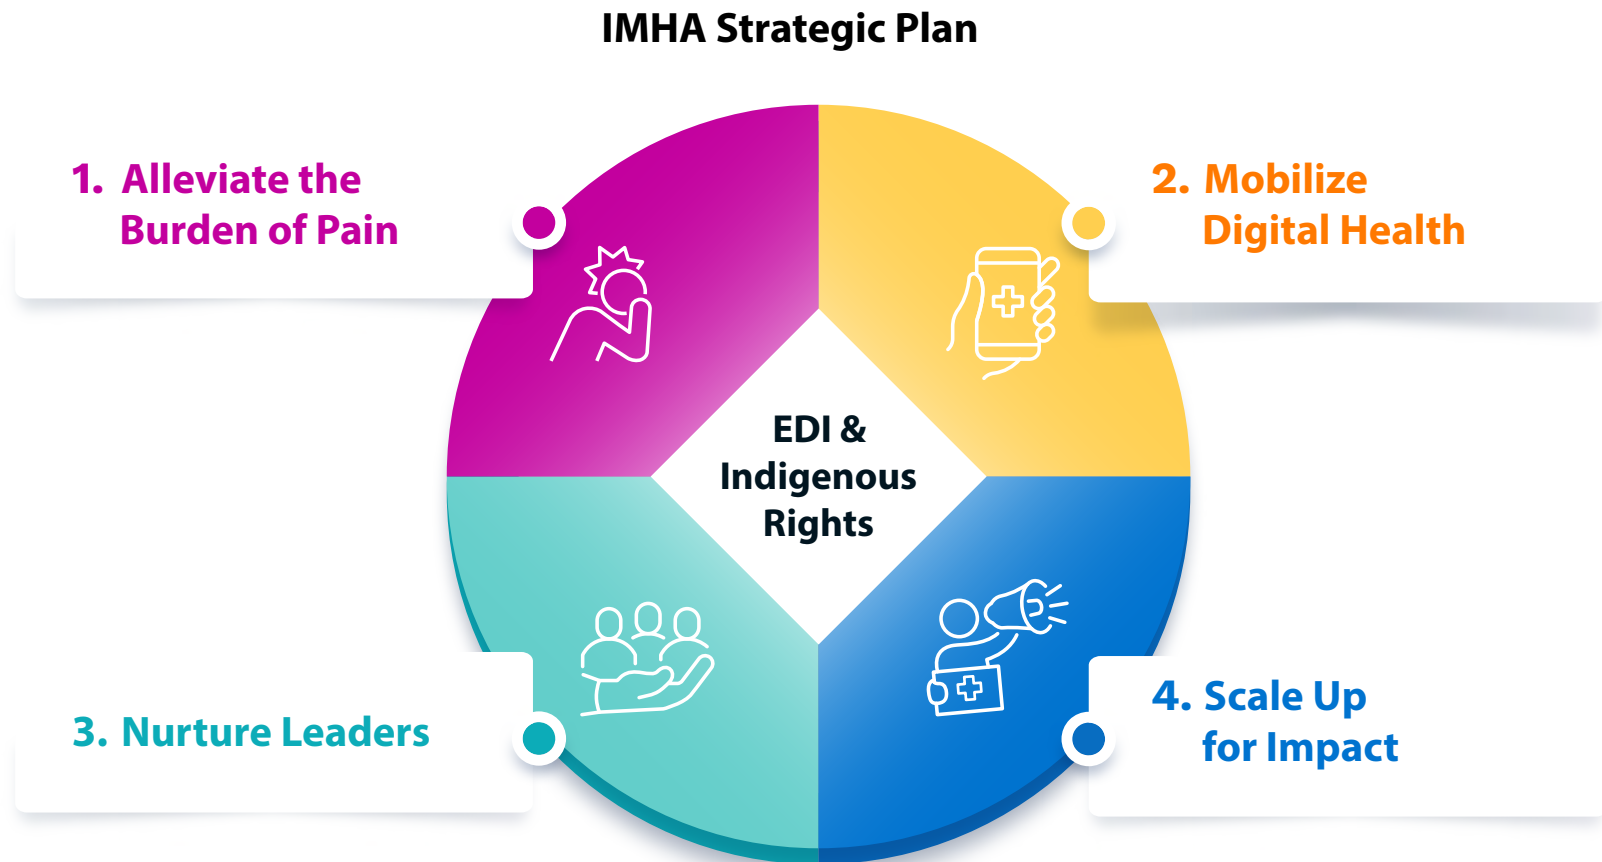 IMHA Strategic Plan
1. Alleviate the
Burden of Pain
2. Mobilize
Digital Health
EDI &
Indigenous
Rights
3. Nurture Leaders
4. Scale Up
for Impact